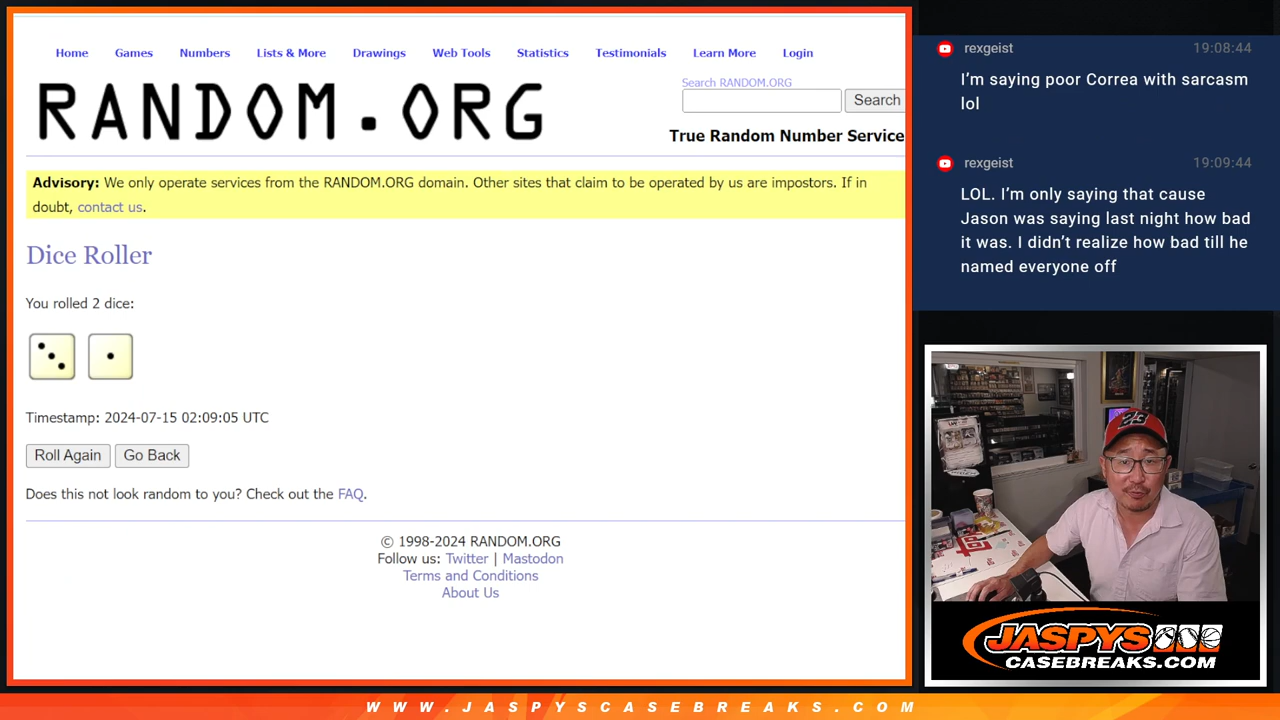 Home Games Numbers Lists & More Drawings Web Tools Statistics Testimonials Learn More Login
RANDOM.ORG
Search RANDOM.ORG
Search
True Random Number Service
Advisory: We only operate services from the RANDOM.ORG domain. Other sites that claim to be operated by us are impostors. If in
doubt, contact us.
Dice Roller
You rolled 2 dice:
Timestamp: 2024-07-15 02:09:05 UTC
Roll Again Go Back
Does this not look random to you? Check out the FAQ.
© 1998-2024 RANDOM.ORG
Follow us: Twitter | Mastodon
Terms and Conditions
About Us
rexgeist 19:08:44
I’m saying poor Correa with sarcasm
lol
rexgeist 19:09:44
LOL. I’m only saying that cause
Jason was saying last night how bad
it was. I didn’t realize how bad till he
named everyone off
23
JASPYS
CASEBREAKS.COM
WWW.JASPYSCASEBREAKS.COM